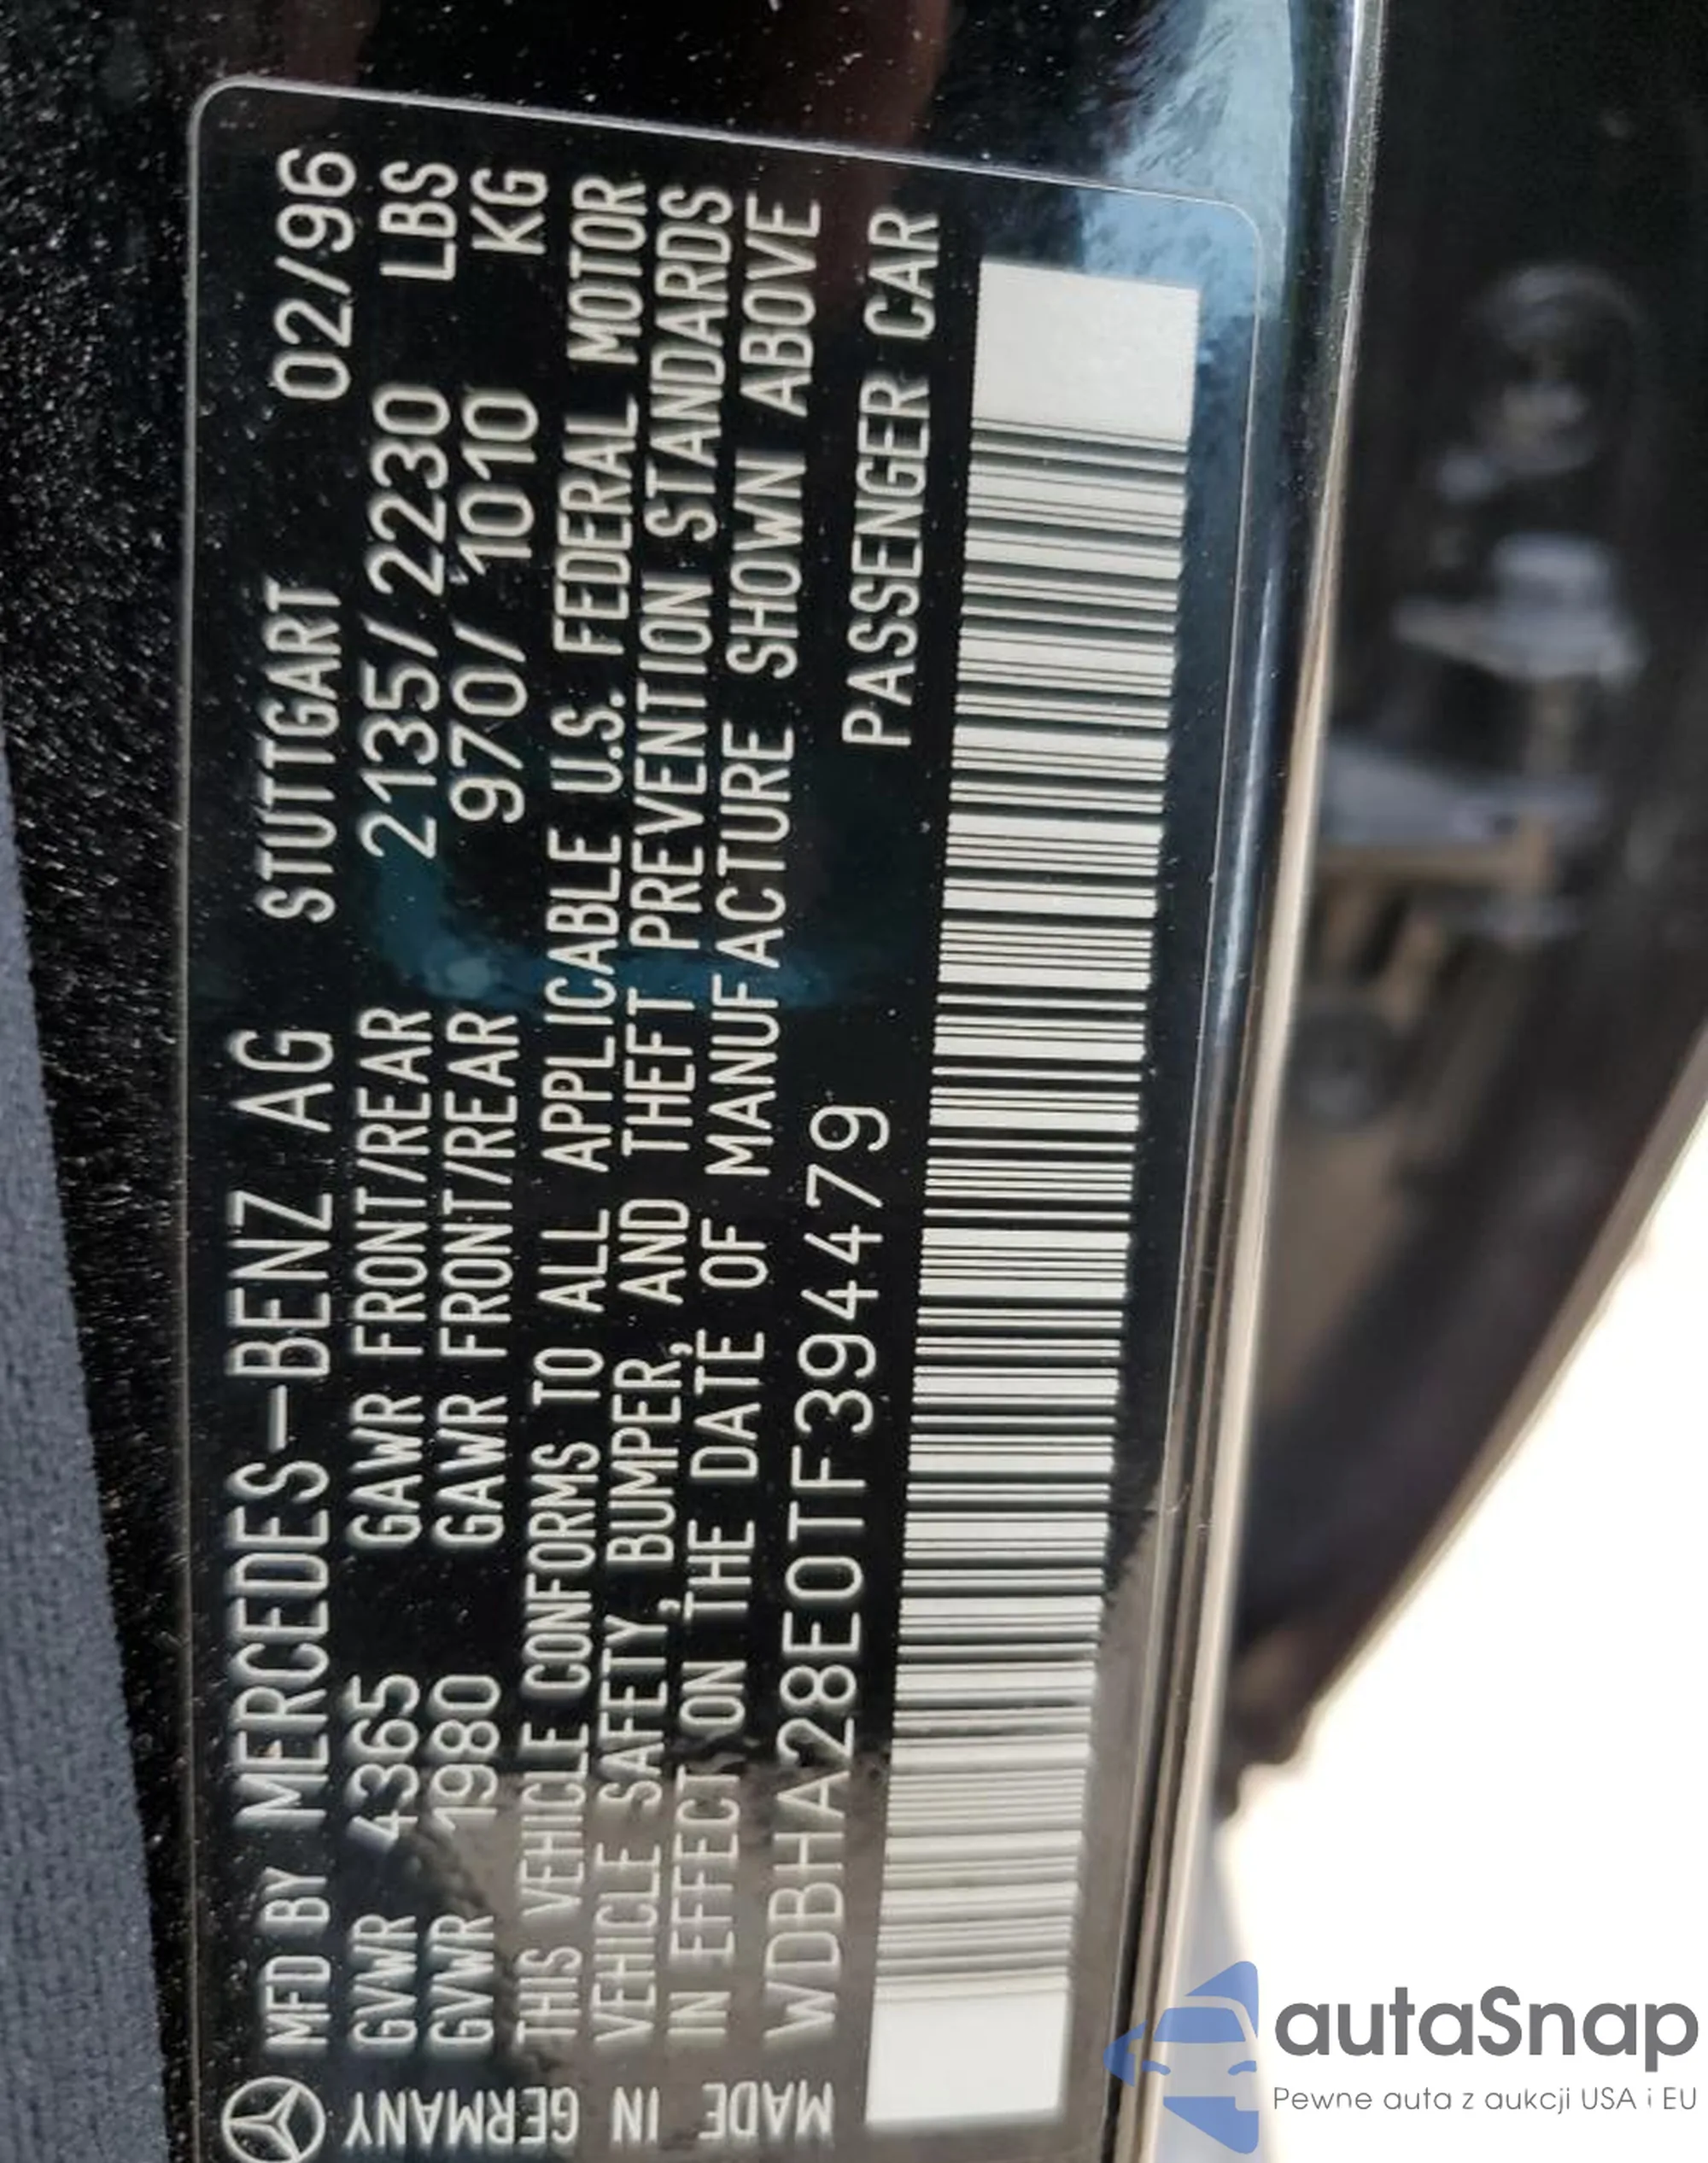 MFD BY MERCEDES-BENZ AG STUTTGART 02/96
GVWR 4365 GAWR FRONT/REAR 2135/2230 LBS
GVWR 1980 GAWR FRONT/REAR 970/1010 KG
THIS VEHICLE CONFORMS TO ALL APPLICABLE U.S. FEDERAL MOTOR
VEHICLE SAFETY, BUMPER, AND THEFT PREVENTION STANDARDS
IN EFFECT ON THE DATE OF MANUFACTURE SHOWN ABOVE
WDBHA28E0TF394479 PASSENGER CAR
MADE IN GERMANY
autaSnap
Pewne auta z aukcji USA i EU